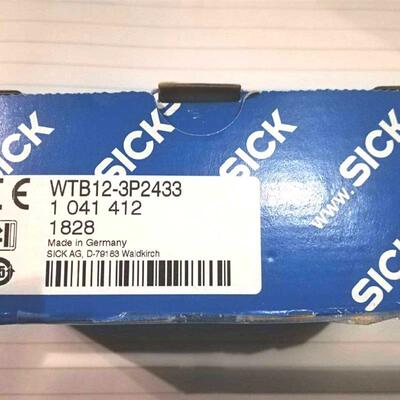 SICK
SICK
SICK
www.
SICK
CE
WTB12-3P2433
1 041 412
1828
Made in Germany
SICK AG, D-79183 Waldkirch